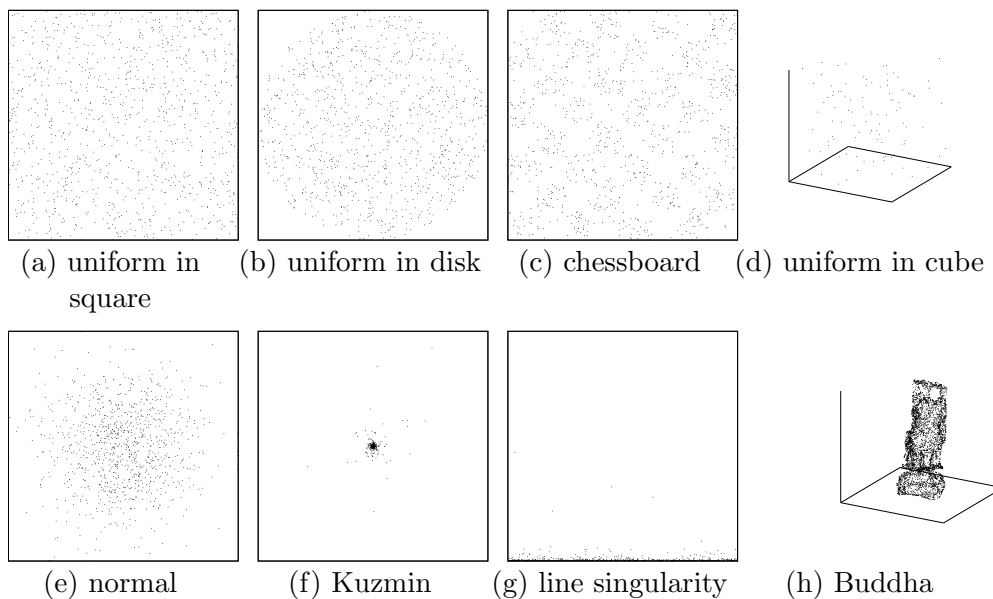 (a) uniform in square
(b) uniform in disk
(c) chessboard
(d) uniform in cube
(e) normal
(f) Kuzmin
(g) line singularity
(h) Buddha